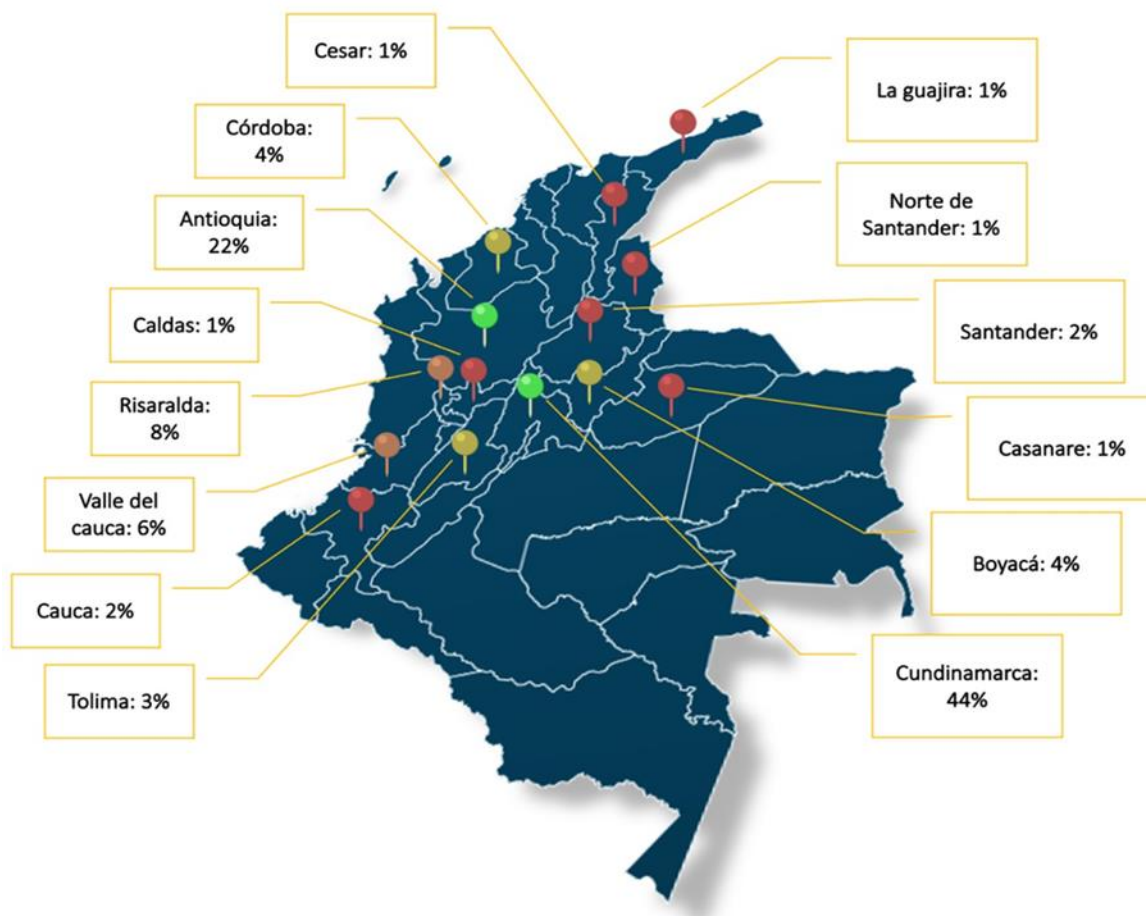 Cesar: 1%
La guajira: 1%
Córdoba:
4%
Norte de
Santander: 1%
Antioquia:
22%
Caldas: 1%
Santander: 2%
Risaralda:
8%
Casanare: 1%
Valle del
cauca: 6%
Boyacá: 4%
Cauca: 2%
Cundinamarca:
44%
Tolima: 3%